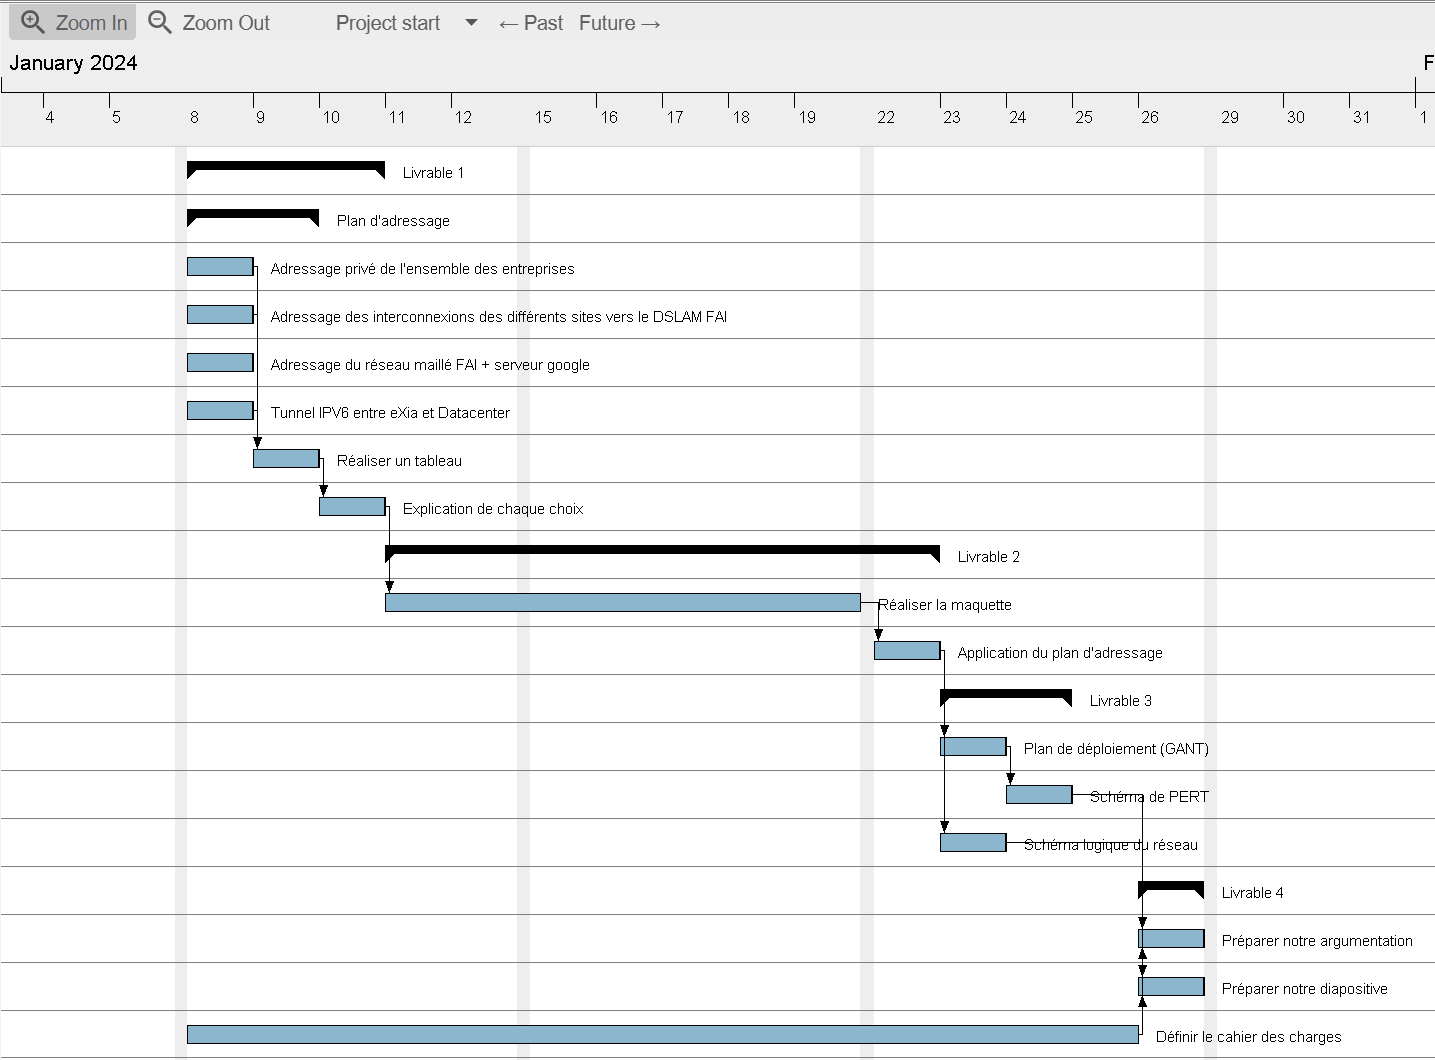 Zoom In Zoom Out Project start ← Past Future →
January 2024 F
4 5 8 9 10 11 12 15 16 17 18 19 22 23 24 25 26 29 30 31 1
Livrable 1
Plan d'adressage
Adressage privé de l'ensemble des entreprises
Adressage des interconnexions des différents sites vers le DSLAM FAI
Adressage du réseau maillé FAI + serveur google
Tunnel IPV6 entre eXia et Datacenter
Réaliser un tableau
Explication de chaque choix
Livrable 2
Réaliser la maquette
Application du plan d'adressage
Livrable 3
Plan de déploiement (GANT)
Schéma de PERT
Schéma logique du réseau
Livrable 4
Préparer notre argumentation
Préparer notre diapositive
Définir le cahier des charges